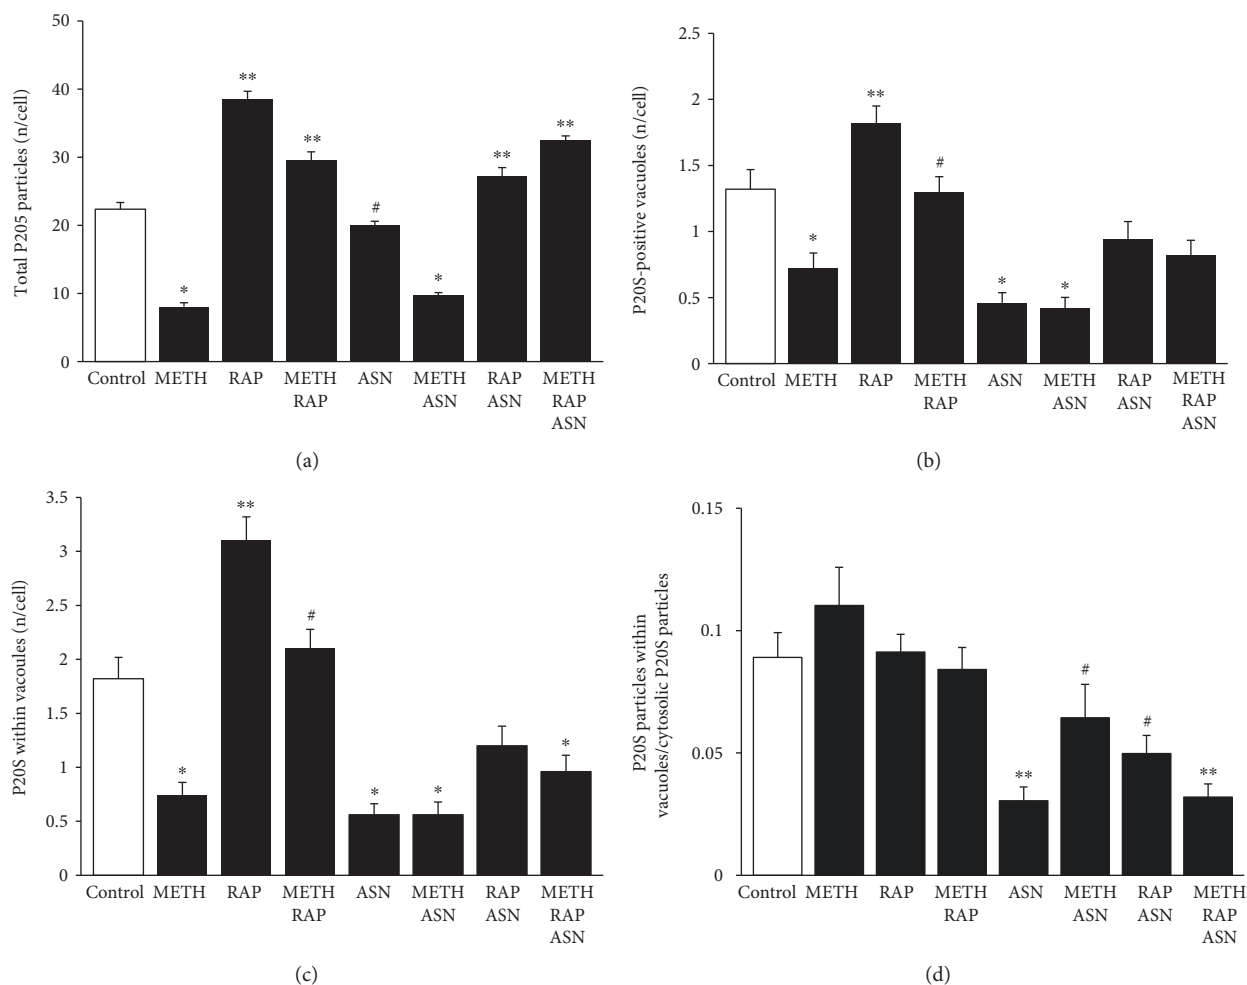 Total P205 particles (n/cell)
50
40
30
20
10
0
*
**
**
#
*
**
**
Control METH RAP METH ASN METH RAP METH
RAP ASN ASN RAP
ASN
(a)
P20S-positive vacuoles (n/cell)
2.5
2
1.5
1
0.5
0
*
**
#
*
*
Control METH RAP METH ASN METH RAP METH
RAP ASN ASN RAP
ASN
(b)
P20S within vacoules (n/cell)
3.5
3
2.5
2
1.5
1
0.5
0
*
**
#
*
*
*
Control METH RAP METH ASN METH RAP METH
RAP ASN ASN RAP
ASN
(c)
P20S particles within
vacuoles/cytosolic P20S particles
0.15
0.1
0.05
0
**
#
#
**
Control METH RAP METH ASN METH RAP METH
RAP ASN ASN RAP
ASN
(d)